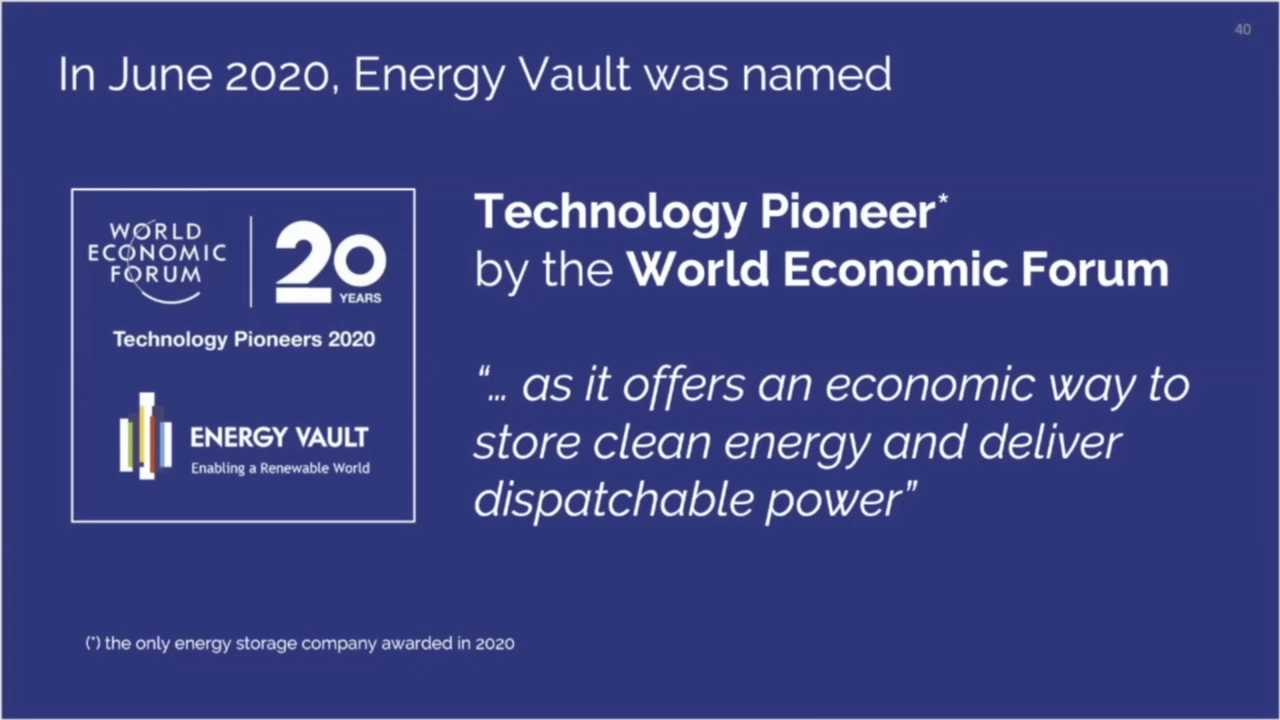 40
In June 2020, Energy Vault was named
WORLD
ECONOMIC
FORUM
20
YEARS
Technology Pioneers 2020
ENERGY VAULT
Enabling a Renewable World
Technology Pioneer*
by the World Economic Forum
“… as it offers an economic way to
store clean energy and deliver
dispatchable power”
(*) the only energy storage company awarded in 2020